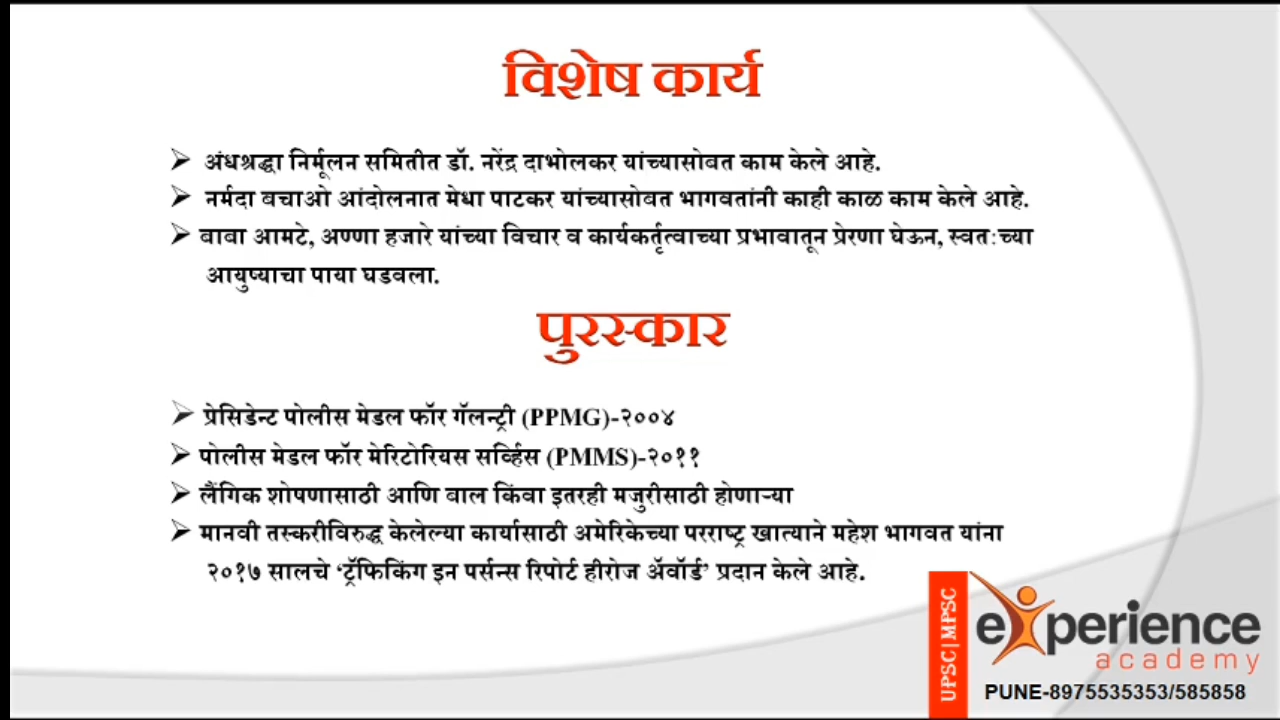 विशेष कार्य
➢ अंधश्रद्धा निर्मूलन समितीत डॉ. नरेंद्र दाभोलकर यांच्यासोबत काम केले आहे.
➢ नर्मदा बचाओ आंदोलनात मेधा पाटकर यांच्यासोबत भागवतांनी काही काळ काम केले आहे.
➢ बाबा आमटे, अण्णा हजारे यांच्या विचार व कार्यकर्तृत्वाच्या प्रभावातून प्रेरणा घेऊन, स्वतःच्या
आयुष्याचा पाया घडवला.
पुरस्कार
➢ प्रेसिडेन्ट पोलीस मेडल फॉर गॅलन्ट्री (PPMG)-२००४
➢ पोलीस मेडल फॉर मेरिटोरियस सर्व्हिस (PMMS)-२०११
➢ लैंगिक शोषणासाठी आणि बाल किंवा इतरही मजुरीसाठी होणाऱ्या
➢ मानवी तस्करीविरुद्ध केलेल्या कार्यासाठी अमेरिकेच्या परराष्ट्र खात्याने महेश भागवत यांना
२०१७ सालचे ‘ट्रॅफिकिंग इन पर्सन्स रिपोर्ट हीरोज ॲवॉर्ड’ प्रदान केले आहे.
UPSC|MPSC
experience
academy
PUNE-8975535353/585858